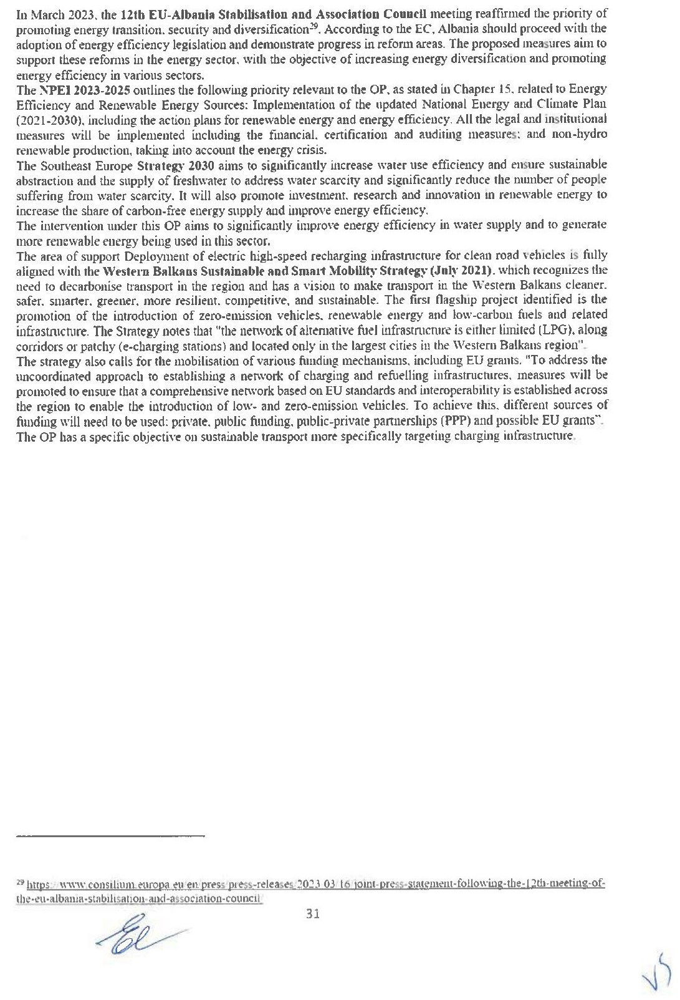 In March 2023, the 12th EU-Albania Stabilisation and Association Council meeting reaffirmed the priority of
promoting energy transition, security and diversification²⁹. According to the EC, Albania should proceed with the
adoption of energy efficiency legislation and demonstrate progress in reform areas. The proposed measures aim to
support these reforms in the energy sector, with the objective of increasing energy diversification and promoting
energy efficiency in various sectors.
The NPEI 2023-2025 outlines the following priority relevant to the OP, as stated in Chapter 15, related to Energy
Efficiency and Renewable Energy Sources: Implementation of the updated National Energy and Climate Plan
(2021-2030), including the action plans for renewable energy and energy efficiency. All the legal and institutional
measures will be implemented including the financial, certification and auditing measures; and non-hydro
renewable production, taking into account the energy crisis.
The Southeast Europe Strategy 2030 aims to significantly increase water use efficiency and ensure sustainable
abstraction and the supply of freshwater to address water scarcity and significantly reduce the number of people
suffering from water scarcity. It will also promote investment, research and innovation in renewable energy to
increase the share of carbon-free energy supply and improve energy efficiency.
The intervention under this OP aims to significantly improve energy efficiency in water supply and to generate
more renewable energy being used in this sector.
The area of support Deployment of electric high-speed recharging infrastructure for clean road vehicles is fully
aligned with the Western Balkans Sustainable and Smart Mobility Strategy (July 2021), which recognizes the
need to decarbonise transport in the region and has a vision to make transport in the Western Balkans cleaner,
safer, smarter, greener, more resilient, competitive, and sustainable. The first flagship project identified is the
promotion of the introduction of zero-emission vehicles, renewable energy and low-carbon fuels and related
infrastructure. The Strategy notes that "the network of alternative fuel infrastructure is either limited (LPG), along
corridors or patchy (e-charging stations) and located only in the largest cities in the Western Balkans region".
The strategy also calls for the mobilisation of various funding mechanisms, including EU grants. "To address the
uncoordinated approach to establishing a network of charging and refuelling infrastructures, measures will be
promoted to ensure that a comprehensive network based on EU standards and interoperability is established across
the region to enable the introduction of low- and zero-emission vehicles. To achieve this, different sources of
funding will need to be used: private, public funding, public-private partnerships (PPP) and possible EU grants".
The OP has a specific objective on sustainable transport more specifically targeting charging infrastructure.
²⁹ https://www.consilium.europa.eu/en/press/press-releases/2023/03/16/joint-press-statement-following-the-12th-meeting-of-
the-eu-albania-stabilisation-and-association-council/
31